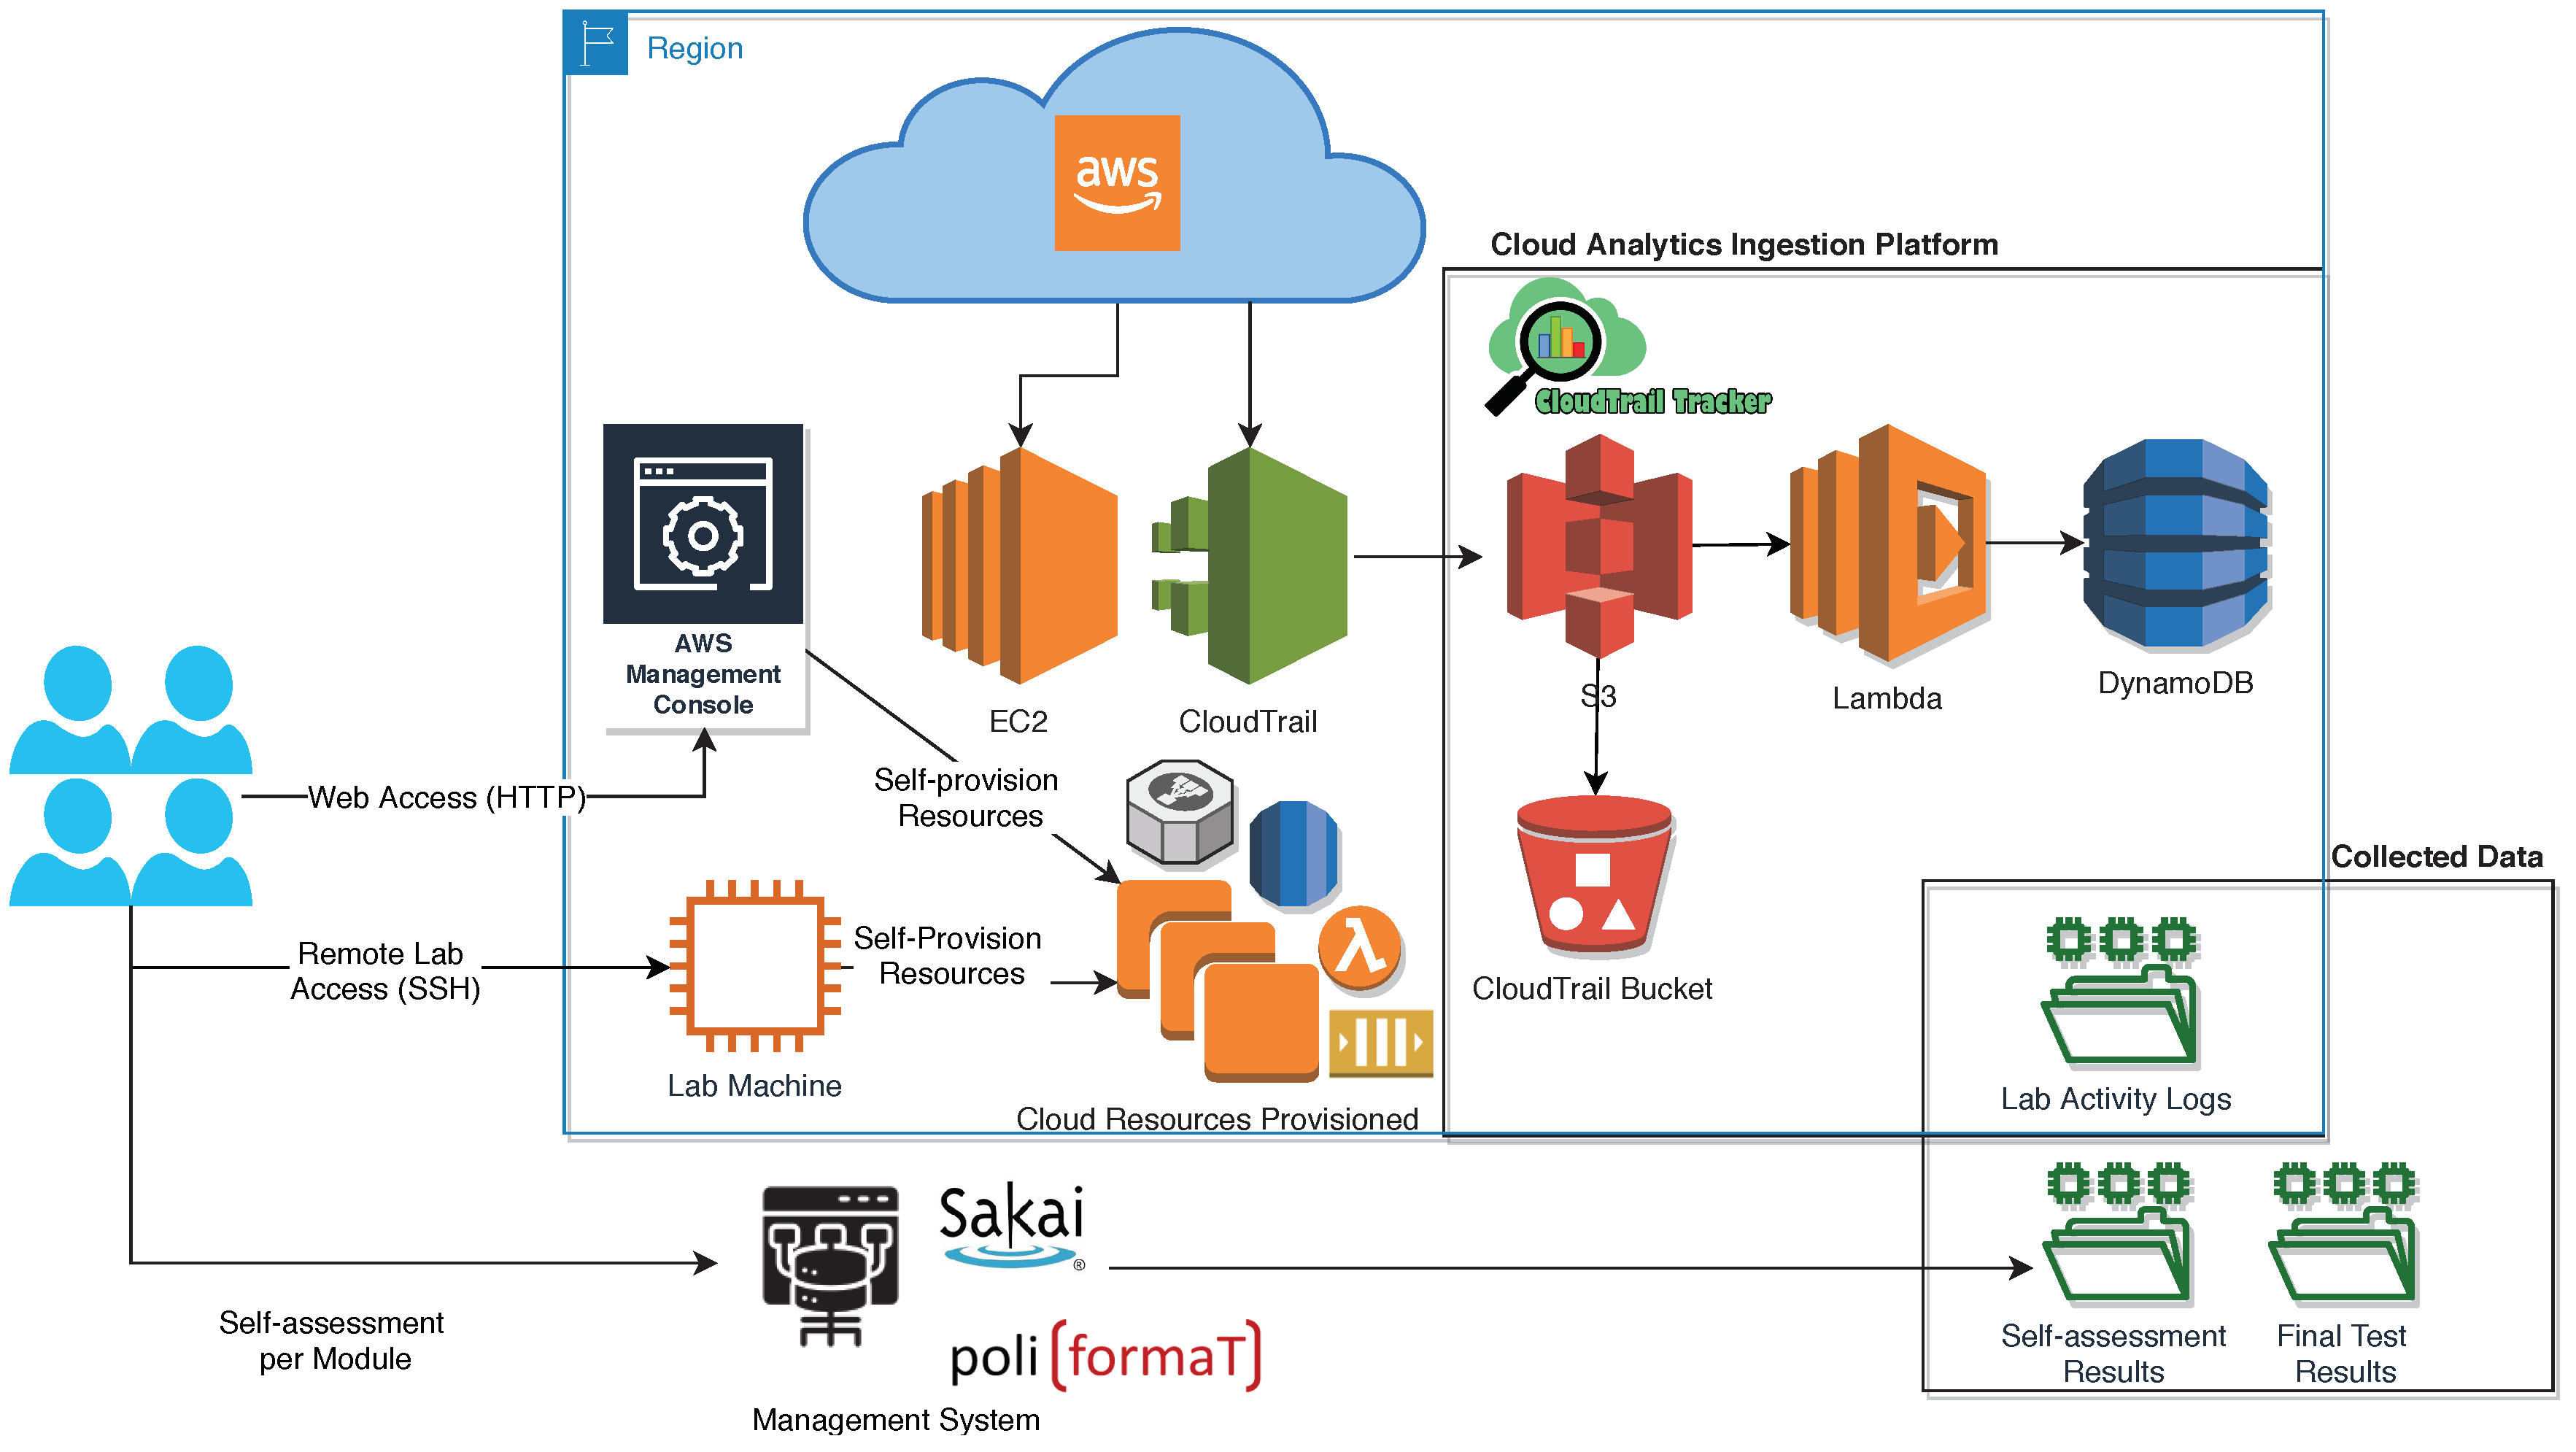 Region
aws
Cloud Analytics Ingestion Platform
CloudTrail Tracker
AWS
Management
Console
EC2
CloudTrail
S3
Lambda
DynamoDB
Web Access (HTTP)
Self-provision
Resources
Collected Data
Remote Lab
Access (SSH)
Self-Provision
Resources
λ
CloudTrail Bucket
Lab Machine
Cloud Resources Provisioned
Lab Activity Logs
Sakai
®
Self-assessment
per Module
poli[formaT]
Self-assessment
Results
Final Test
Results
Management System